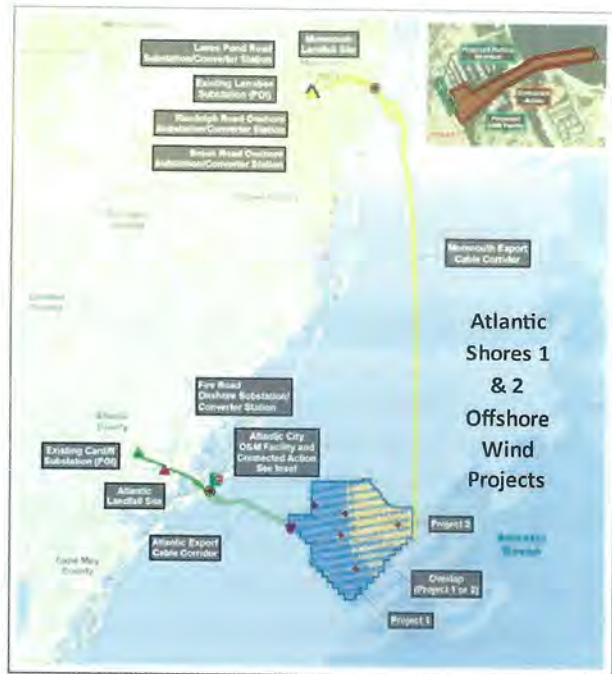 Lanes Pond Road
Substation/Converter Station
Monmouth
Landfall Site
Existing Larrabee
Substation (POI)
Randolph Road Onshore
Substation/Converter Station
Brook Road Onshore
Substation/Converter Station
Monmouth Export
Cable Corridor
Atlantic
Shores 1
& 2
Offshore
Wind
Projects
Fire Road
Onshore Substation/
Converter Station
Atlantic
County
Existing Cardiff
Substation (POI)
Atlantic City
O&M Facility and
Connected Action
See Inset
Atlantic
Landfall Site
Project 2
Atlantic Export
Cable Corridor
Cape May
County
Overlap
(Project 1 or 2)
Project 1